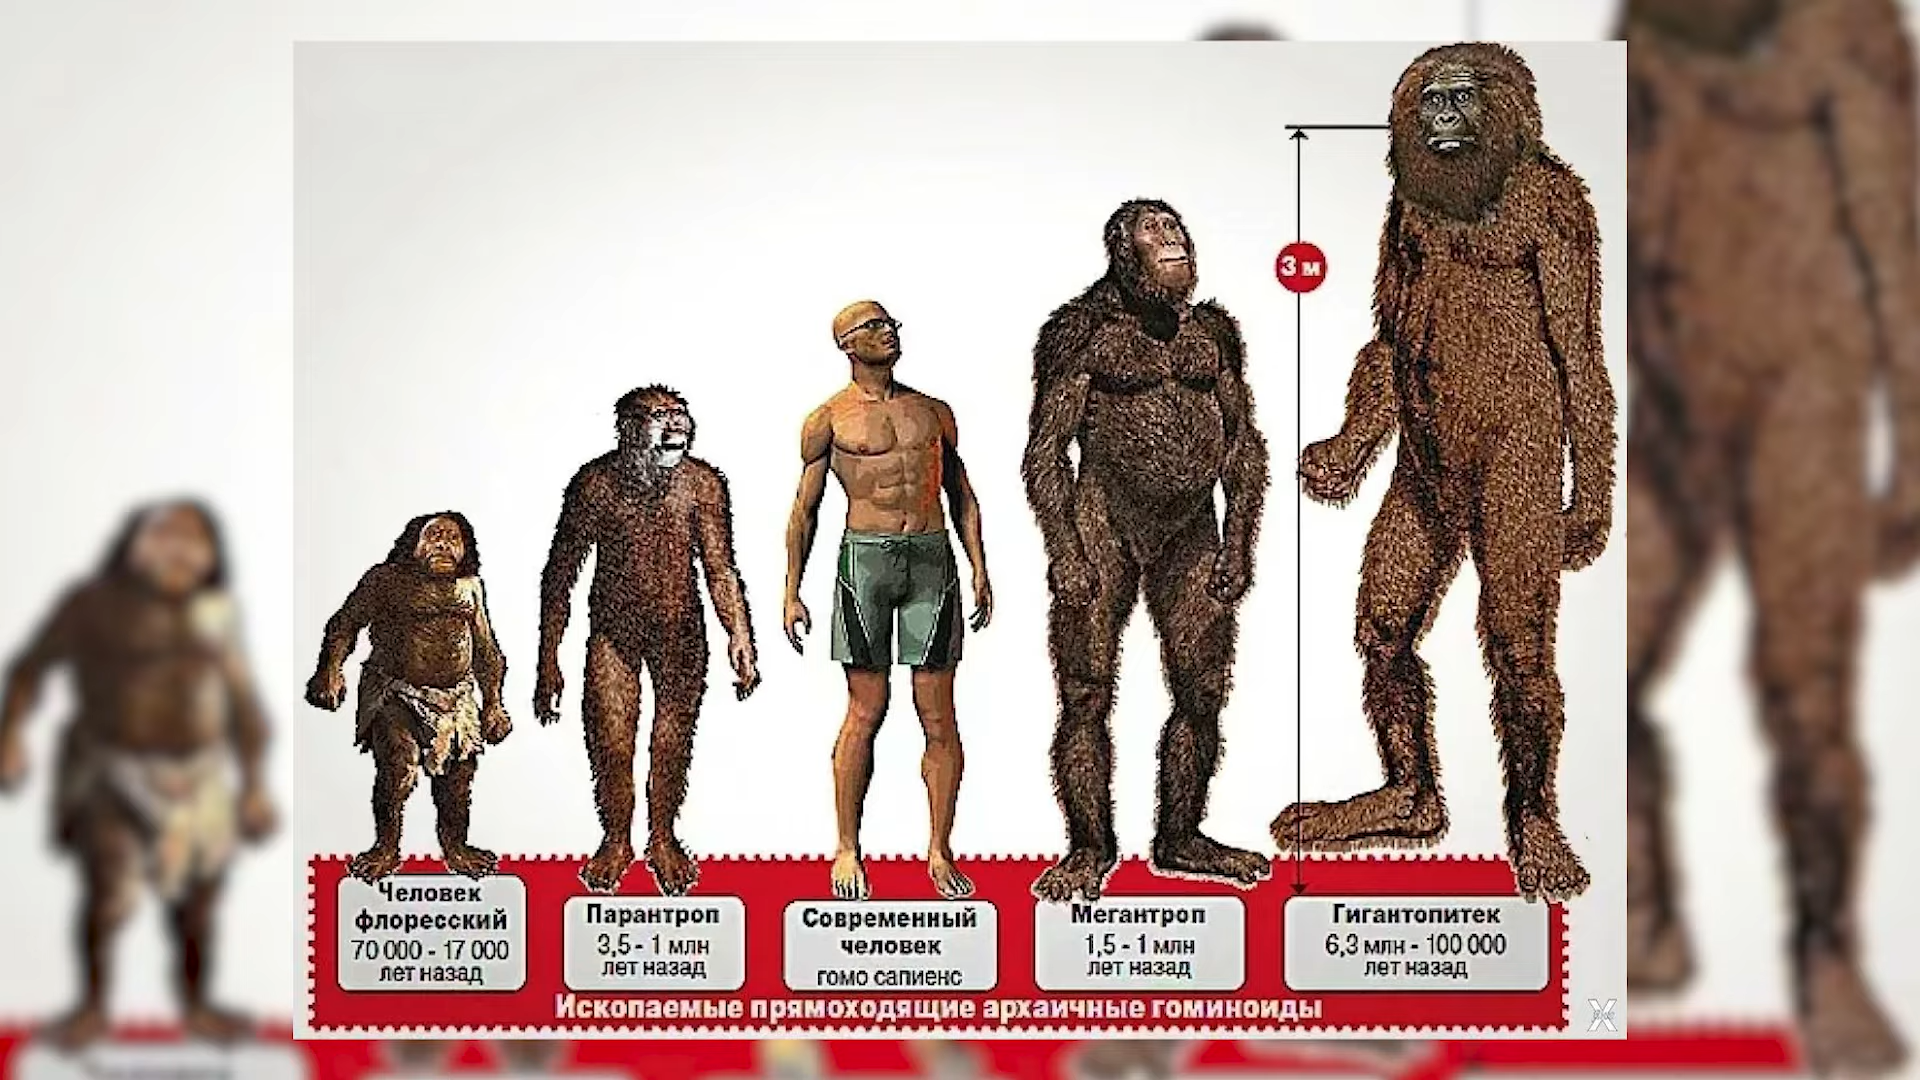 3 м
Человек
флоресский
70 000 - 17 000
лет назад
Парантроп
3,5 - 1 млн
лет назад
Современный
человек
гомо сапиенс
Мегантроп
1,5 - 1 млн
лет назад
Гигантопитек
6,3 млн - 100 000
лет назад
Ископаемые прямоходящие архаичные гоминоиды